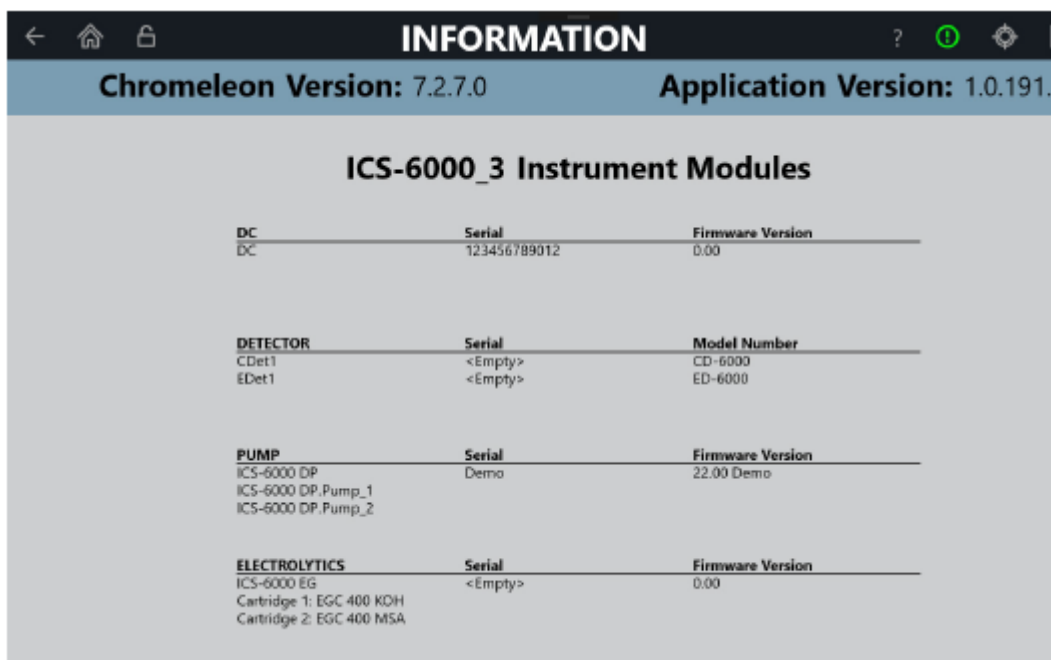 INFORMATION ?
Chromeleon Version: 7.2.7.0 Application Version: 1.0.191.
ICS-6000_3 Instrument Modules
DC Serial Firmware Version
DC 123456789012 0.00
DETECTOR Serial Model Number
CDet1 <Empty> CD-6000
EDet1 <Empty> ED-6000
PUMP Serial Firmware Version
ICS-6000 DP Demo 22.00 Demo
ICS-6000 DP.Pump_1
ICS-6000 DP.Pump_2
ELECTROLYTICS Serial Firmware Version
ICS-6000 EG <Empty> 0.00
Cartridge 1: EGC 400 KOH
Cartridge 2: EGC 400 MSA